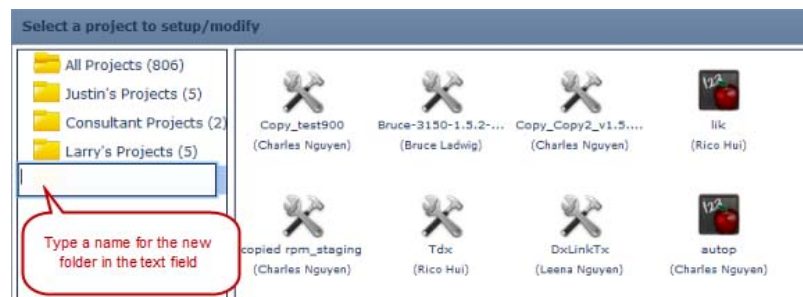 Select a project to setup/modify
All Projects (806)
Justin's Projects (5)
Consultant Projects (2)
Larry's Projects (5)
Type a name for the new
folder in the text field
Copy_test900
(Charles Nguyen)
Bruce-3150-1.5.2-...
(Bruce Ladwig)
Copy_Copy2_v1.5....
(Charles Nguyen)
123
lik
(Rico Hui)
copied rpm_staging
(Charles Nguyen)
Tdx
(Rico Hui)
DxLinkTx
(Leena Nguyen)
123
autop
(Charles Nguyen)